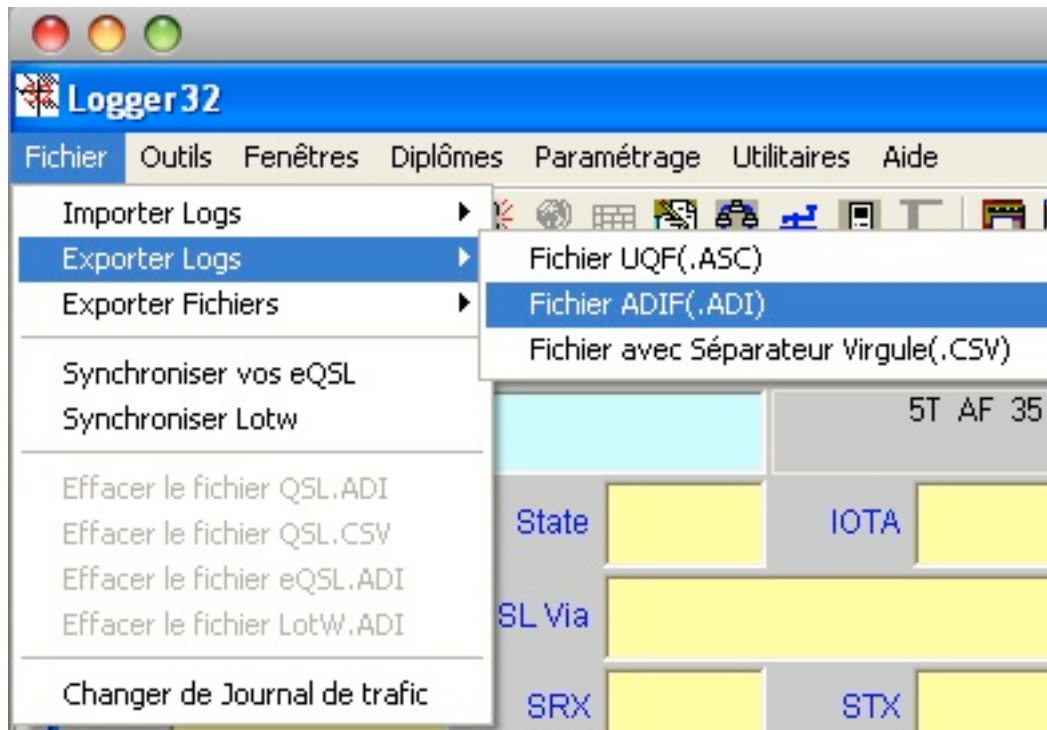 Logger32
Fichier Outils Fenêtres Diplômes Paramétrage Utilitaires Aide
Importer Logs
Exporter Logs
Exporter Fichiers
Synchroniser vos eQSL
Synchroniser Lotw
Effacer le fichier QSL.ADI
Effacer le fichier QSL.CSV
Effacer le fichier eQSL.ADI
Effacer le fichier LotW.ADI
Changer de Journal de trafic
Fichier UQF(.ASC)
Fichier ADIF(.ADI)
Fichier avec Séparateur Virgule(.CSV)
5T AF 35
State IOTA
SL Via
SRX STX